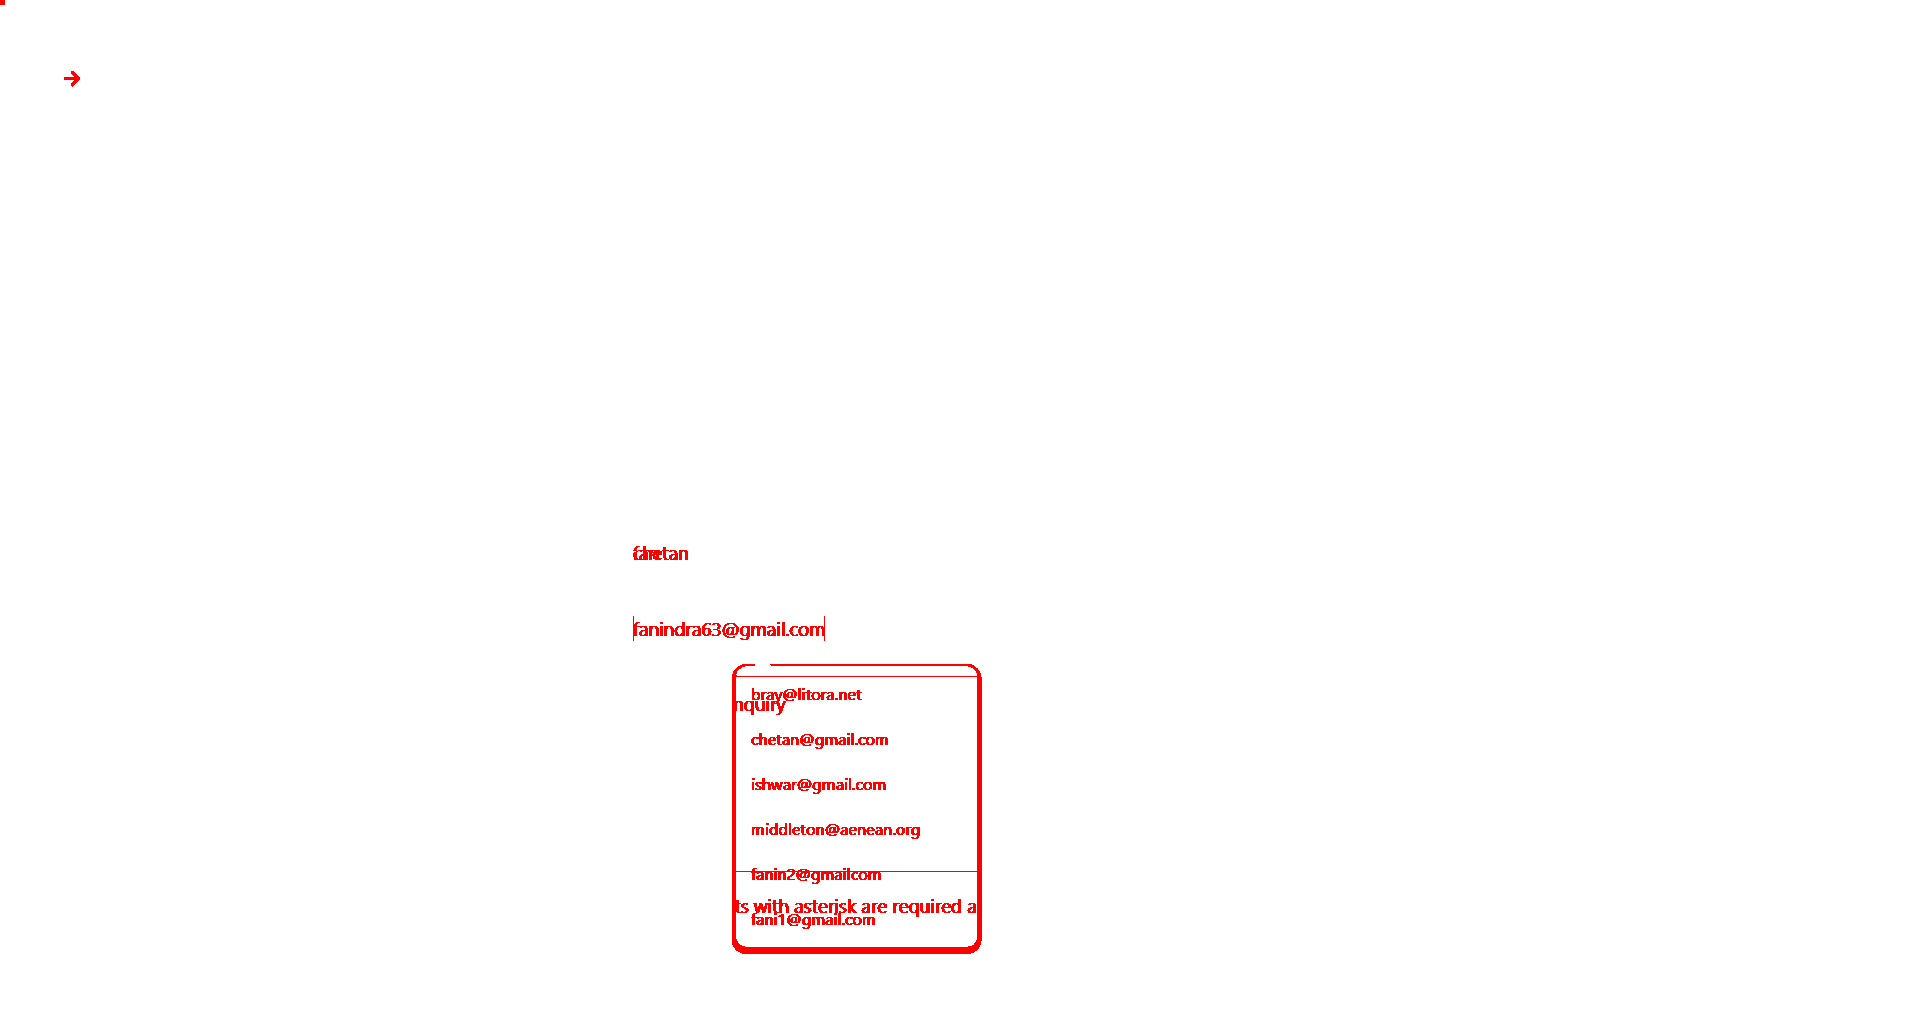 chetan
fanindra63@gmail.com
bray@litora.net
nquiry
chetan@gmail.com
ishwar@gmail.com
middleton@aenean.org
fanin2@gmailcom
ts with asterisk are required a
fani1@gmail.com